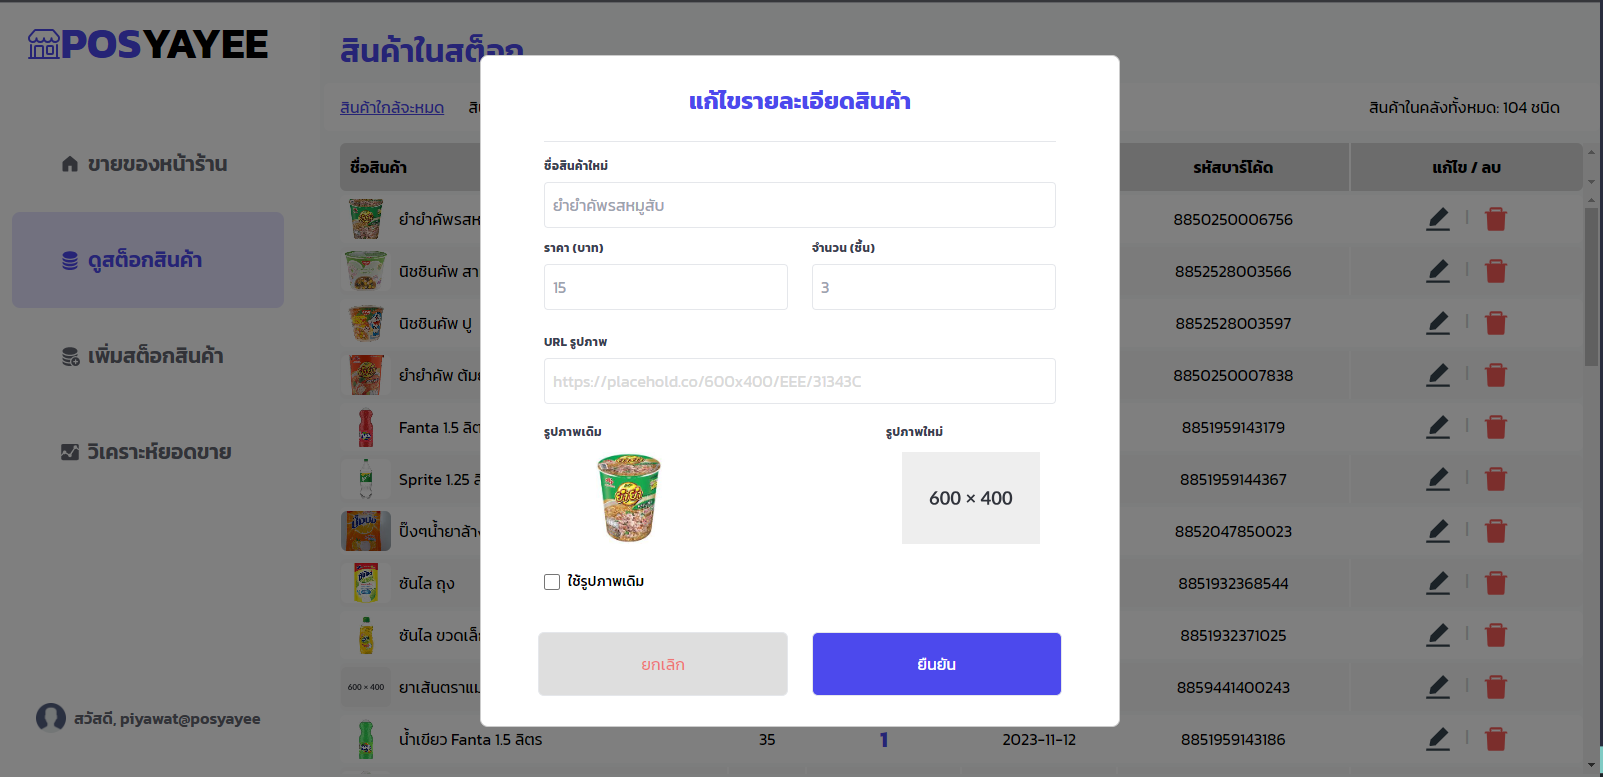 POSYAYEE
ขายของหน้าร้าน
ดูสต็อกสินค้า
เพิ่มสต็อกสินค้า
วิเคราะห์ยอดขาย
สวัสดี, piyawat@posyayee
สินค้าในสต็อก
สินค้าใกล้จะหมด
สินค้าในคลังทั้งหมด: 104 ชนิด
ชื่อสินค้า รหัสบาร์โค้ด แก้ไข / ลบ
ยำยำคัพรสห 8850250006756
นิชชินคัพ สา 8852528003566
นิชชินคัพ ปู 8852528003597
ยำยำคัพ ต้มย 8850250007838
Fanta 1.5 ลิต 8851959143179
Sprite 1.25 ลิ 8851959144367
ปิ๊งๆน้ำยาล้า 8852047850023
ซันไล ถุง 8851932368544
ซันไล ขวดเล็ก 8851932371025
600 × 400 ยาเส้นตราแม 8859441400243
น้ำเขียว Fanta 1.5 ลิตร 35 1 2023-11-12 8851959143186
แก้ไขรายละเอียดสินค้า
ชื่อสินค้าใหม่
ยำยำคัพรสหมูสับ
ราคา (บาท) จำนวน (ชิ้น)
15 3
URL รูปภาพ
https://placehold.co/600x400/EEE/31343C
รูปภาพเดิม รูปภาพใหม่
600 × 400
ใช้รูปภาพเดิม
ยกเลิก ยืนยัน